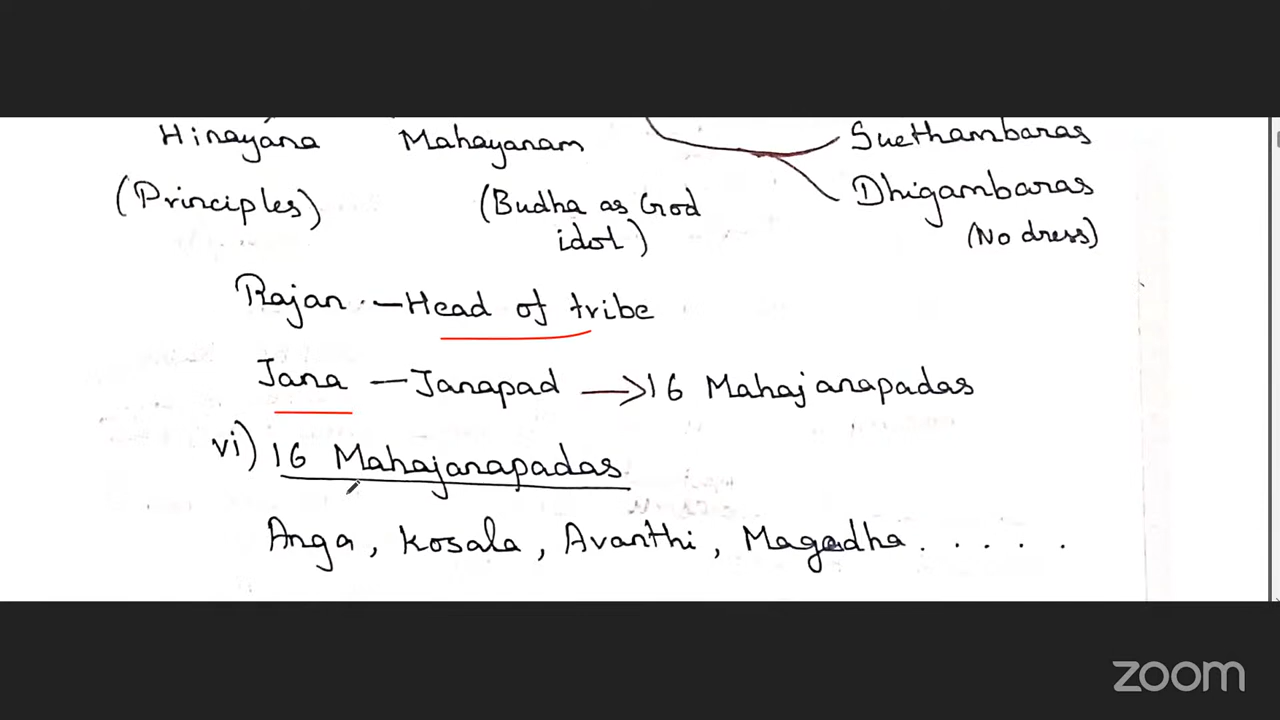 Hinayana Mahayanam Suethambaras
(Principles) (Budha as God idol) Dhigambaras
(No dress)
Rajan - Head of tribe
Jana - Janapad → 16 Mahajanapadas
vi) 16 Mahajanapadas
Anga, Kosala, Avanthi, Magadha . . . . .
zoom